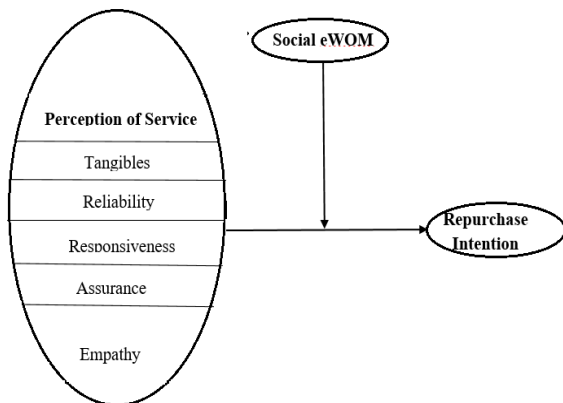 Social eWOM
Perception of Service
Tangibles
Reliability
Responsiveness
Assurance
Empathy
Repurchase
Intention